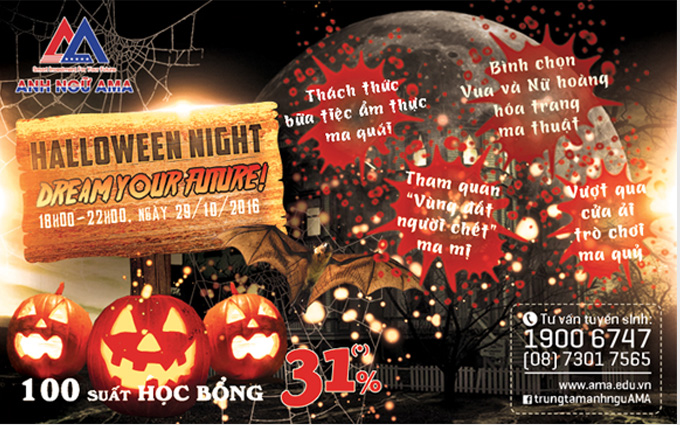 ANH NGỮ AMA
HALLOWEEN NIGHT
DREAM YOUR FUTURE!
18H00-22H00, NGÀY 29/10/2016
Thách thức
bữa tiệc ẩm thực
ma quái
Bình chọn
Vua và Nữ hoàng
hóa trang
ma thuật
Tham quan
"Vùng đất
người chết"
ma mị
Vượt qua
cửa ải
trò chơi
ma quỷ
100 SUẤT HỌC BỔNG 31%(*)
Tư vấn tuyển sinh:
1900 6747
(08) 7301 7565
www.ama.edu.vn
trungtamanhnguAMA